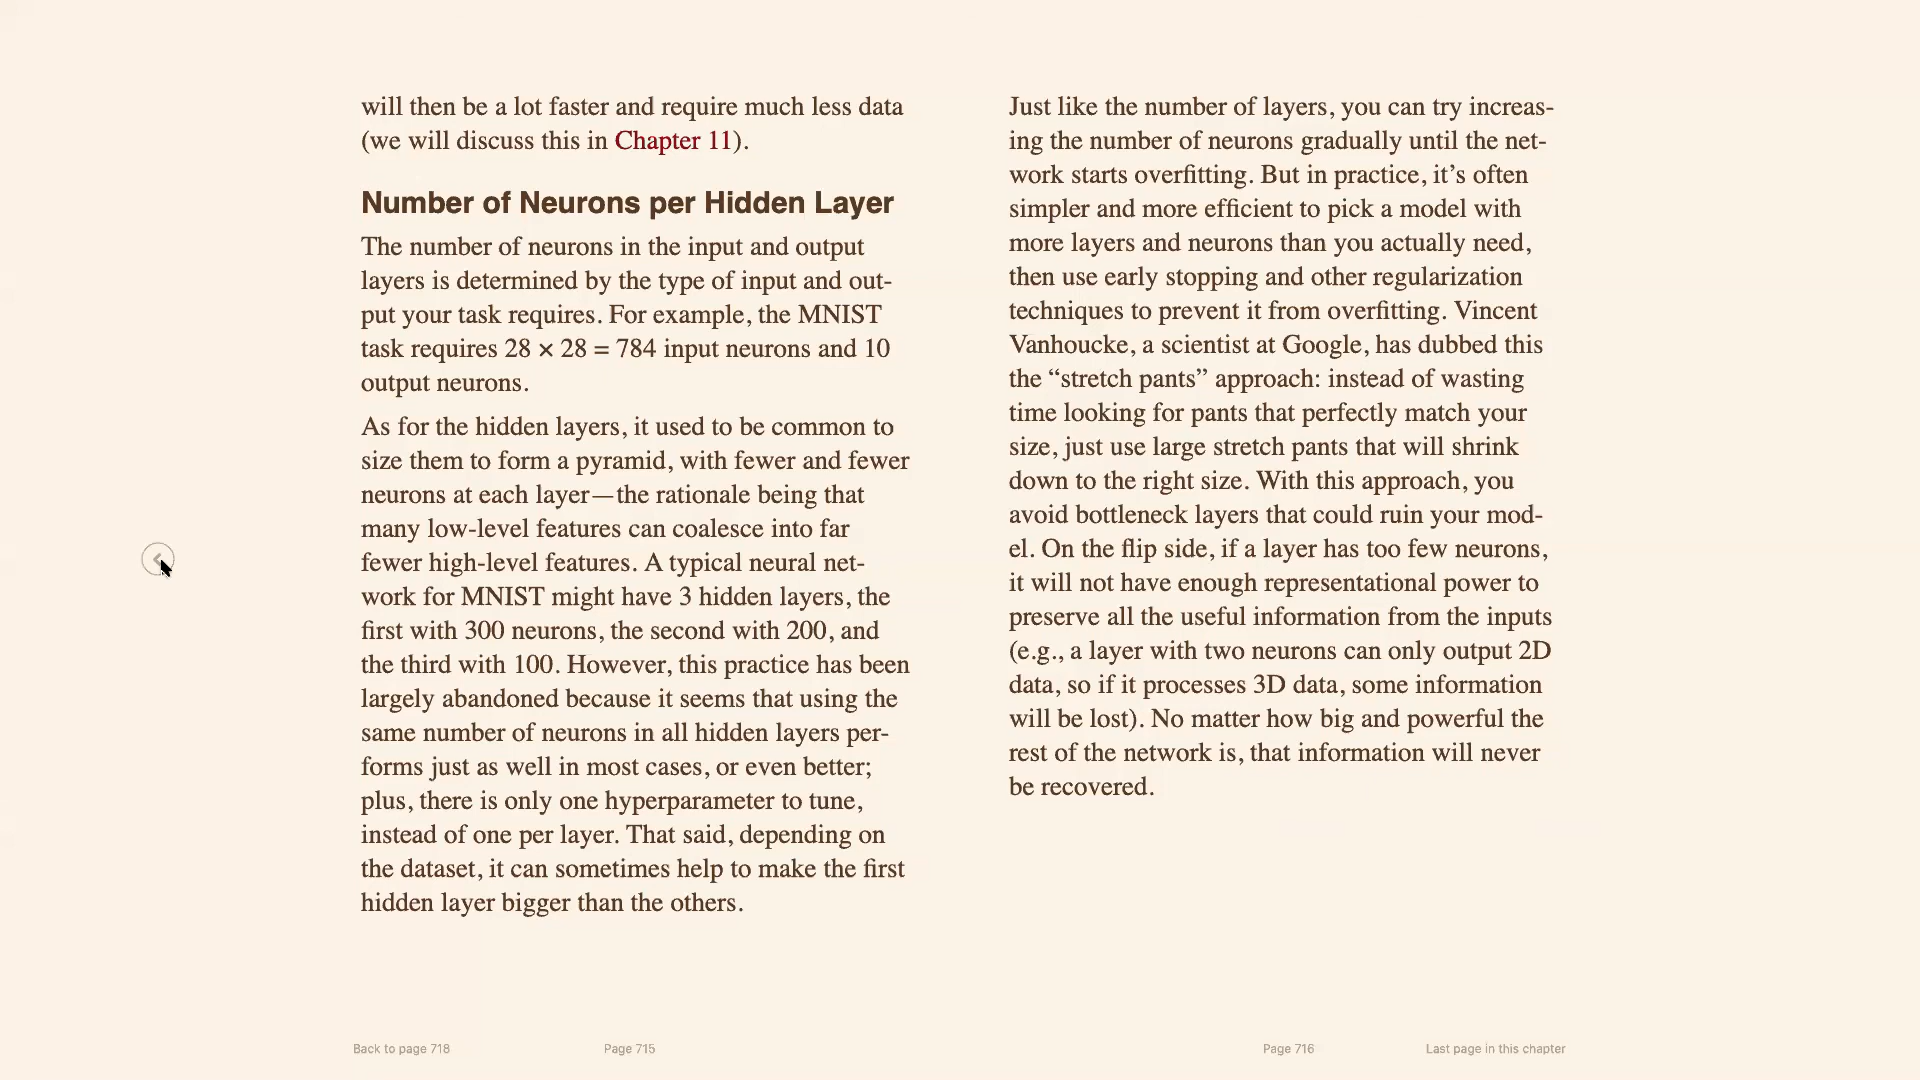 will then be a lot faster and require much less data
(we will discuss this in Chapter 11).
Number of Neurons per Hidden Layer
The number of neurons in the input and output
layers is determined by the type of input and out-
put your task requires. For example, the MNIST
task requires 28 × 28 = 784 input neurons and 10
output neurons.
As for the hidden layers, it used to be common to
size them to form a pyramid, with fewer and fewer
neurons at each layer—the rationale being that
many low-level features can coalesce into far
fewer high-level features. A typical neural net-
work for MNIST might have 3 hidden layers, the
first with 300 neurons, the second with 200, and
the third with 100. However, this practice has been
largely abandoned because it seems that using the
same number of neurons in all hidden layers per-
forms just as well in most cases, or even better;
plus, there is only one hyperparameter to tune,
instead of one per layer. That said, depending on
the dataset, it can sometimes help to make the first
hidden layer bigger than the others.
Just like the number of layers, you can try increas-
ing the number of neurons gradually until the net-
work starts overfitting. But in practice, it’s often
simpler and more efficient to pick a model with
more layers and neurons than you actually need,
then use early stopping and other regularization
techniques to prevent it from overfitting. Vincent
Vanhoucke, a scientist at Google, has dubbed this
the “stretch pants” approach: instead of wasting
time looking for pants that perfectly match your
size, just use large stretch pants that will shrink
down to the right size. With this approach, you
avoid bottleneck layers that could ruin your mod-
el. On the flip side, if a layer has too few neurons,
it will not have enough representational power to
preserve all the useful information from the inputs
(e.g., a layer with two neurons can only output 2D
data, so if it processes 3D data, some information
will be lost). No matter how big and powerful the
rest of the network is, that information will never
be recovered.
Back to page 718
Page 715
Page 716
Last page in this chapter